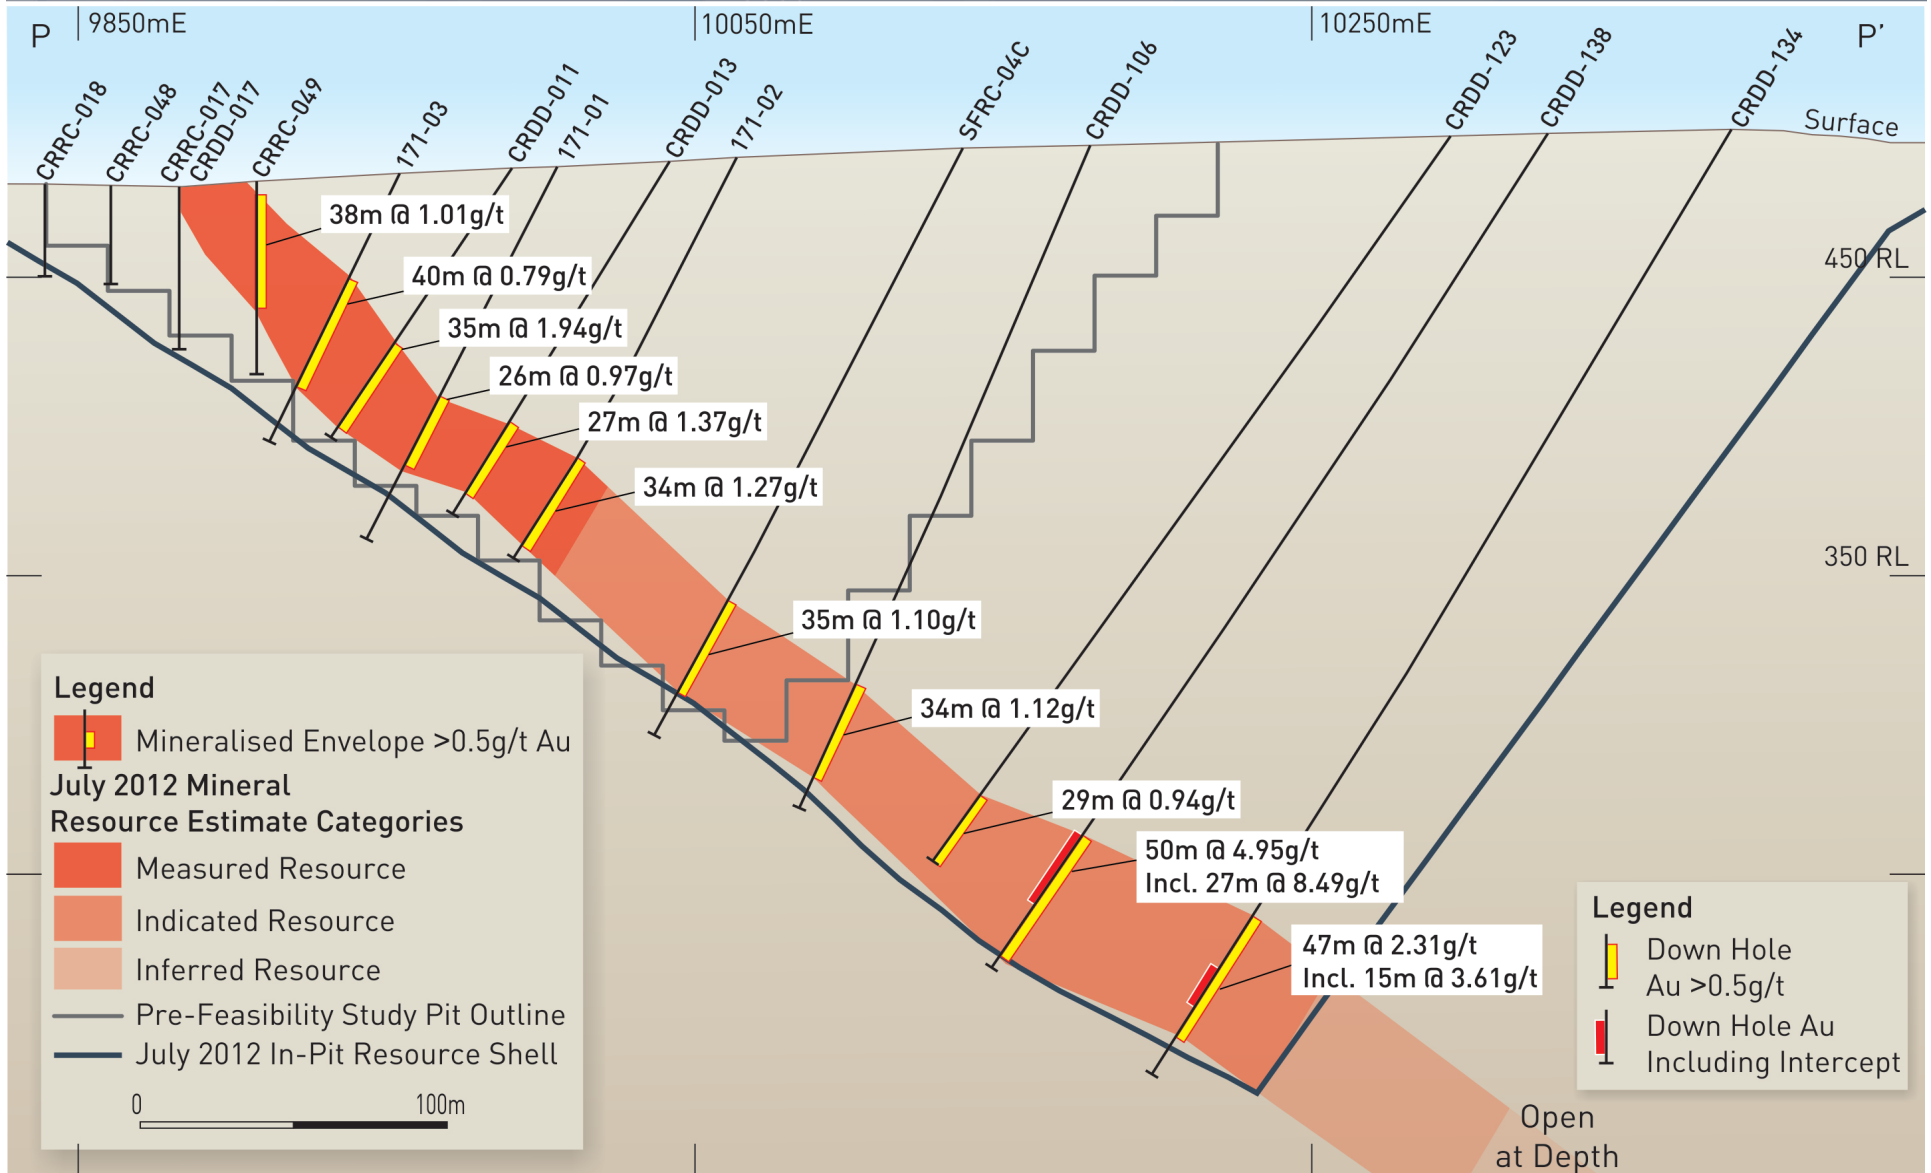 P
9850mE
10050mE
10250mE
P’
CRRC-018
CRRC-048
CRRC-017
CRDD-017
CRRC-049
171-03
CRDD-011
171-01
CRDD-013
171-02
SFRC-04C
CRDD-106
CRDD-123
CRDD-138
CRDD-134
Surface
38m @ 1.01g/t
450 RL
40m @ 0.79g/t
35m @ 1.94g/t
26m @ 0.97g/t
27m @ 1.37g/t
34m @ 1.27g/t
350 RL
35m @ 1.10g/t
34m @ 1.12g/t
29m @ 0.94g/t
50m @ 4.95g/t
Incl. 27m @ 8.49g/t
47m @ 2.31g/t
Incl. 15m @ 3.61g/t
Legend
Mineralised Envelope >0.5g/t Au
July 2012 Mineral
Resource Estimate Categories
Measured Resource
Indicated Resource
Inferred Resource
Pre-Feasibility Study Pit Outline
July 2012 In-Pit Resource Shell
0 100m
Legend
Down Hole
Au >0.5g/t
Down Hole Au
Including Intercept
Open
at Depth